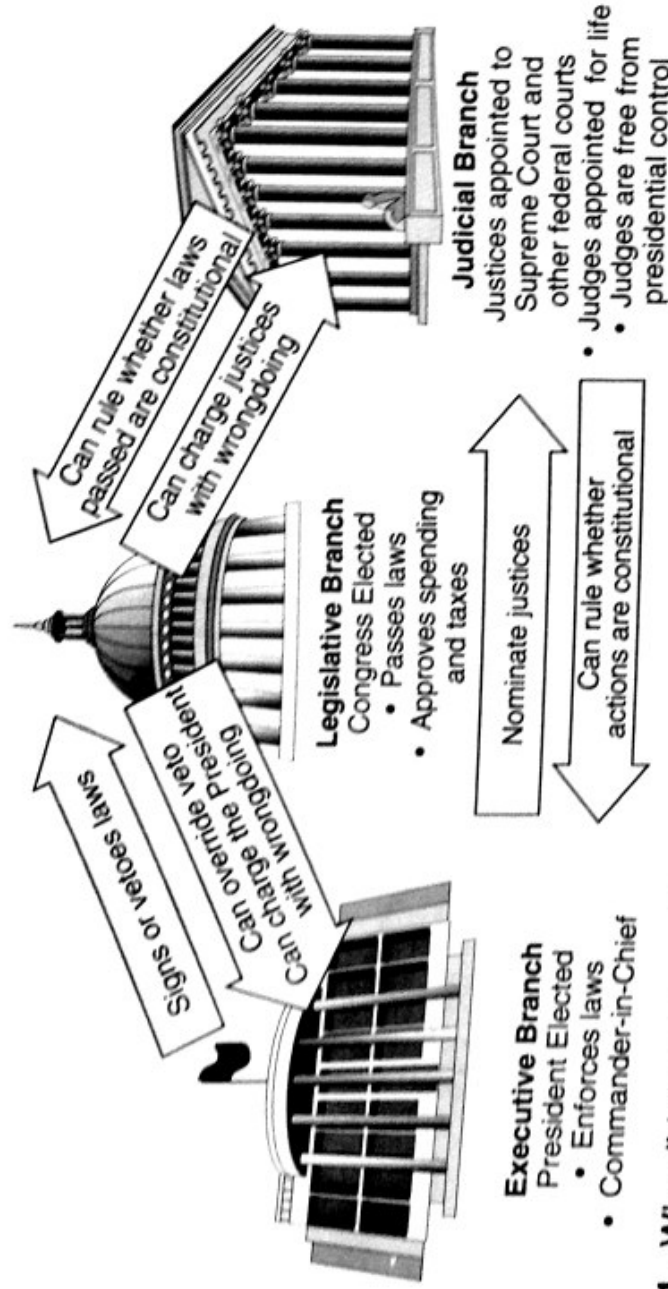 Signs or vetoes laws
Can override veto
Can charge the President
with wrongdoing
Can rule whether laws
passed are constitutional
Can charge justices
with wrongdoing
Executive Branch
President Elected
• Enforces laws
• Commander-in-Chief
Legislative Branch
Congress Elected
• Passes laws
• Approves spending
and taxes
Judicial Branch
Justices appointed to
Supreme Court and
other federal courts
• Judges appointed for life
• Judges are free from
presidential control
Nominate justices
Can rule whether
actions are constitutional